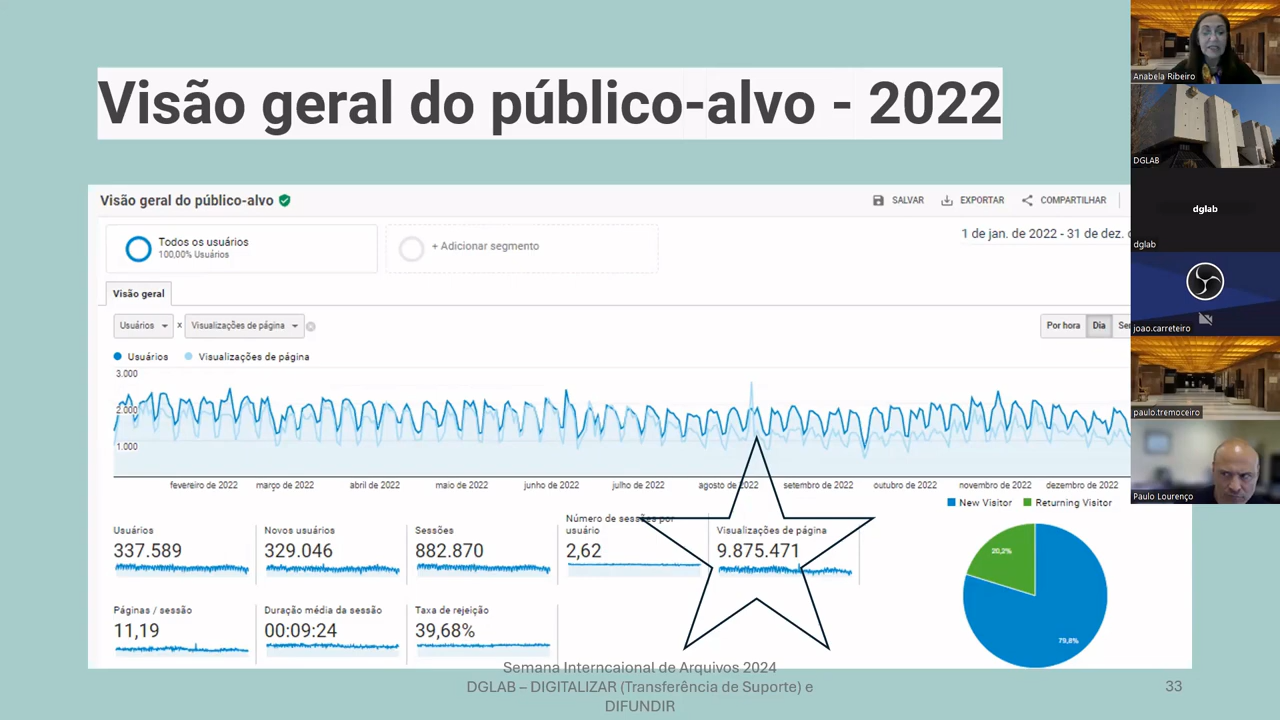 Visão geral do público-alvo - 2022
Visão geral do público-alvo
SALVAR
EXPORTAR
COMPARTILHAR
Todos os usuários
100,00% Usuários
+ Adicionar segmento
1 de jan. de 2022 - 31 de dez.
Visão geral
Usuários
x
Visualizações de página
Por hora
Dia
Usuários
Visualizações de página
3.000
2.000
1.000
fevereiro de 2022
março de 2022
abril de 2022
maio de 2022
junho de 2022
julho de 2022
agosto de 2022
setembro de 2022
outubro de 2022
novembro de 2022
dezembro de 2022
New Visitor
Returning Visitor
Usuários
337.589
Novos usuários
329.046
Sessões
882.870
Número de sessões por
usuário
2,62
Visualizações de página
9.875.471
Páginas / sessão
11,19
Duração média da sessão
00:09:24
Taxa de rejeição
39,68%
20,2%
79,8%
Semana Interncaional de Arquivos 2024
DGLAB – DIGITALIZAR (Transferência de Suporte) e
DIFUNDIR
33
Anabela Ribeiro
DGLAB
dglab
dglab
joao.carreteiro
paulo.tremoceiro
Paulo Lourenço